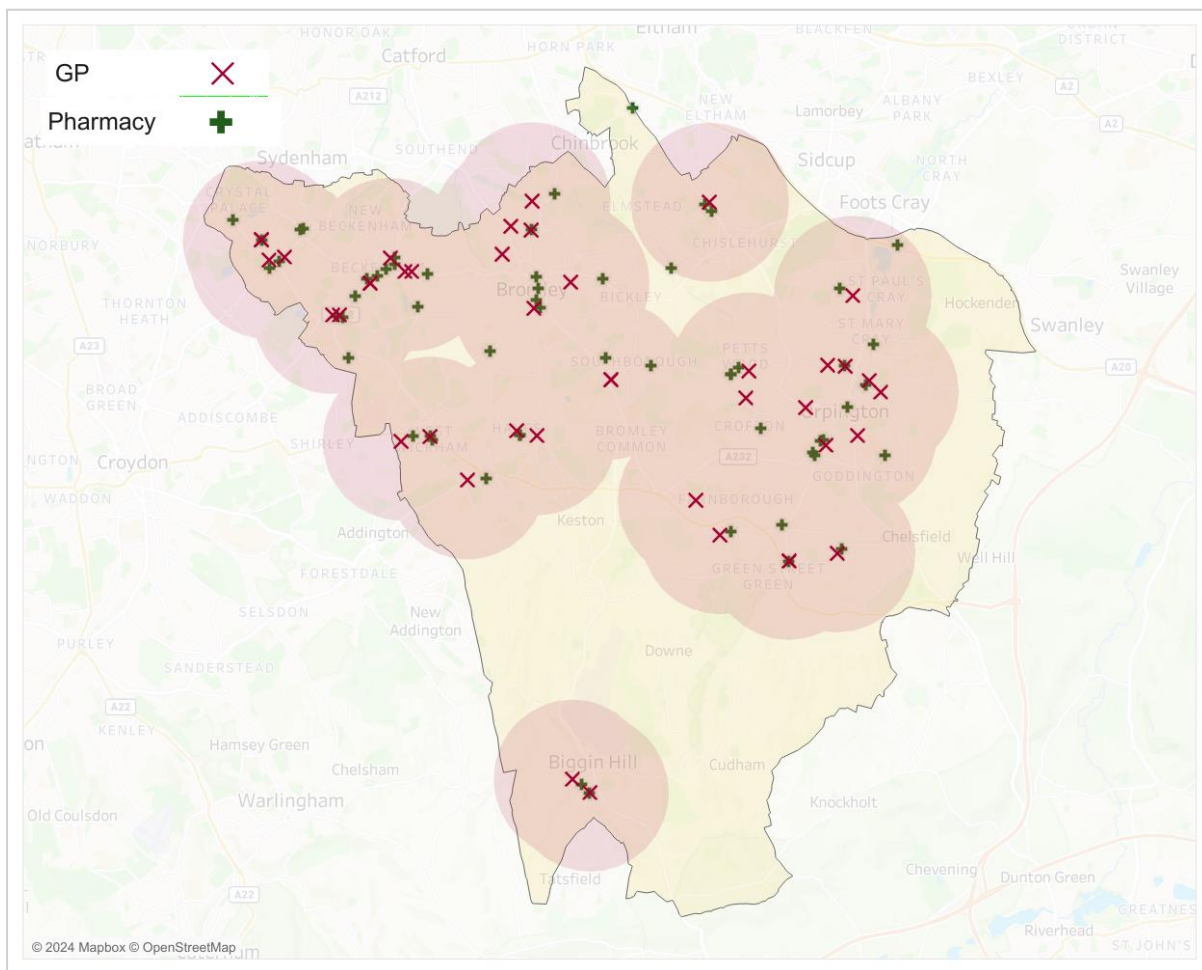 HONOR OAK
Catford
HORN PARK
Eltham
BLACKFEN
DISTRICT
GP
A212
A2
BEXLEY
NEW
ELTHAM
Lamorbey
ALBANY
PARK
A2
Pharmacy
Sydenham
SOUTHEND
Chinbrook
Sidcup
NORTH
CRAY
CRYSTAL
PALACE
NEW
BECKENHAM
ELMSTEAD
Foots Cray
NORBURY
CHISLEHURST
Swanley
Village
THORNTON
HEATH
Bromley
BICKLEY
ST PAUL'S
CRAY
Hockenden
ST MARY
CRAY
Swanley
A23
PETTS
WOOD
A20
SOUTHBOROUGH
BROAD
GREEN
ADDISCOMBE
Orpington
SHIRLEY
BROMLEY
COMMON
CROFTON
Croydon
A232
GODDINGTON
WADDON
FARNBOROUGH
Addington
Keston
Chelsfield
Well Hill
FORESTDALE
GREEN STREET
GREEN
SELSDON
New
Addington
PURLEY
Downe
SANDERSTEAD
A22
KENLEY
Hamsey Green
Biggin Hill
Cudham
Chelsham
Warlingham
Knockholt
Old Coulsdon
Tatsfield
Chevening
Dunton Green
A22
GREATNES
Riverhead
ST.JOHN'S
© 2024 Mapbox © OpenStreetMap
Caterham